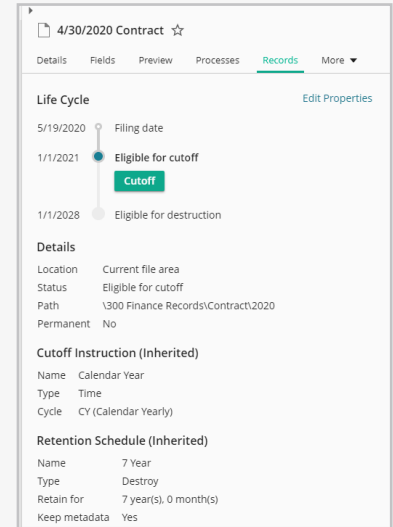 4/30/2020 Contract
Details Fields Preview Processes Records More
Life Cycle Edit Properties
5/19/2020 Filing date
1/1/2021 Eligible for cutoff
Cutoff
1/1/2028 Eligible for destruction
Details
Location Current file area
Status Eligible for cutoff
Path \300 Finance Records\Contract\2020
Permanent No
Cutoff Instruction (Inherited)
Name Calendar Year
Type Time
Cycle CY (Calendar Yearly)
Retention Schedule (Inherited)
Name 7 Year
Type Destroy
Retain for 7 year(s), 0 month(s)
Keep metadata Yes